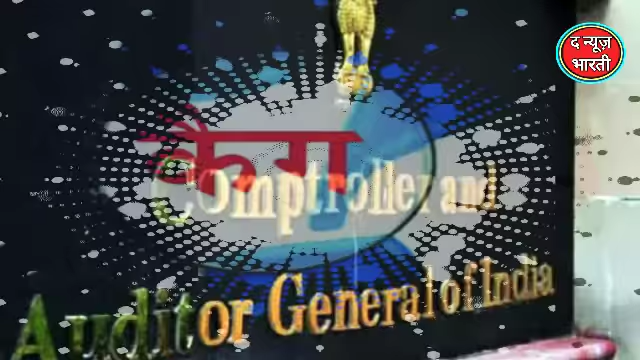 द न्यूज़
भारती
कैग
Comptroller and
Auditor General of India